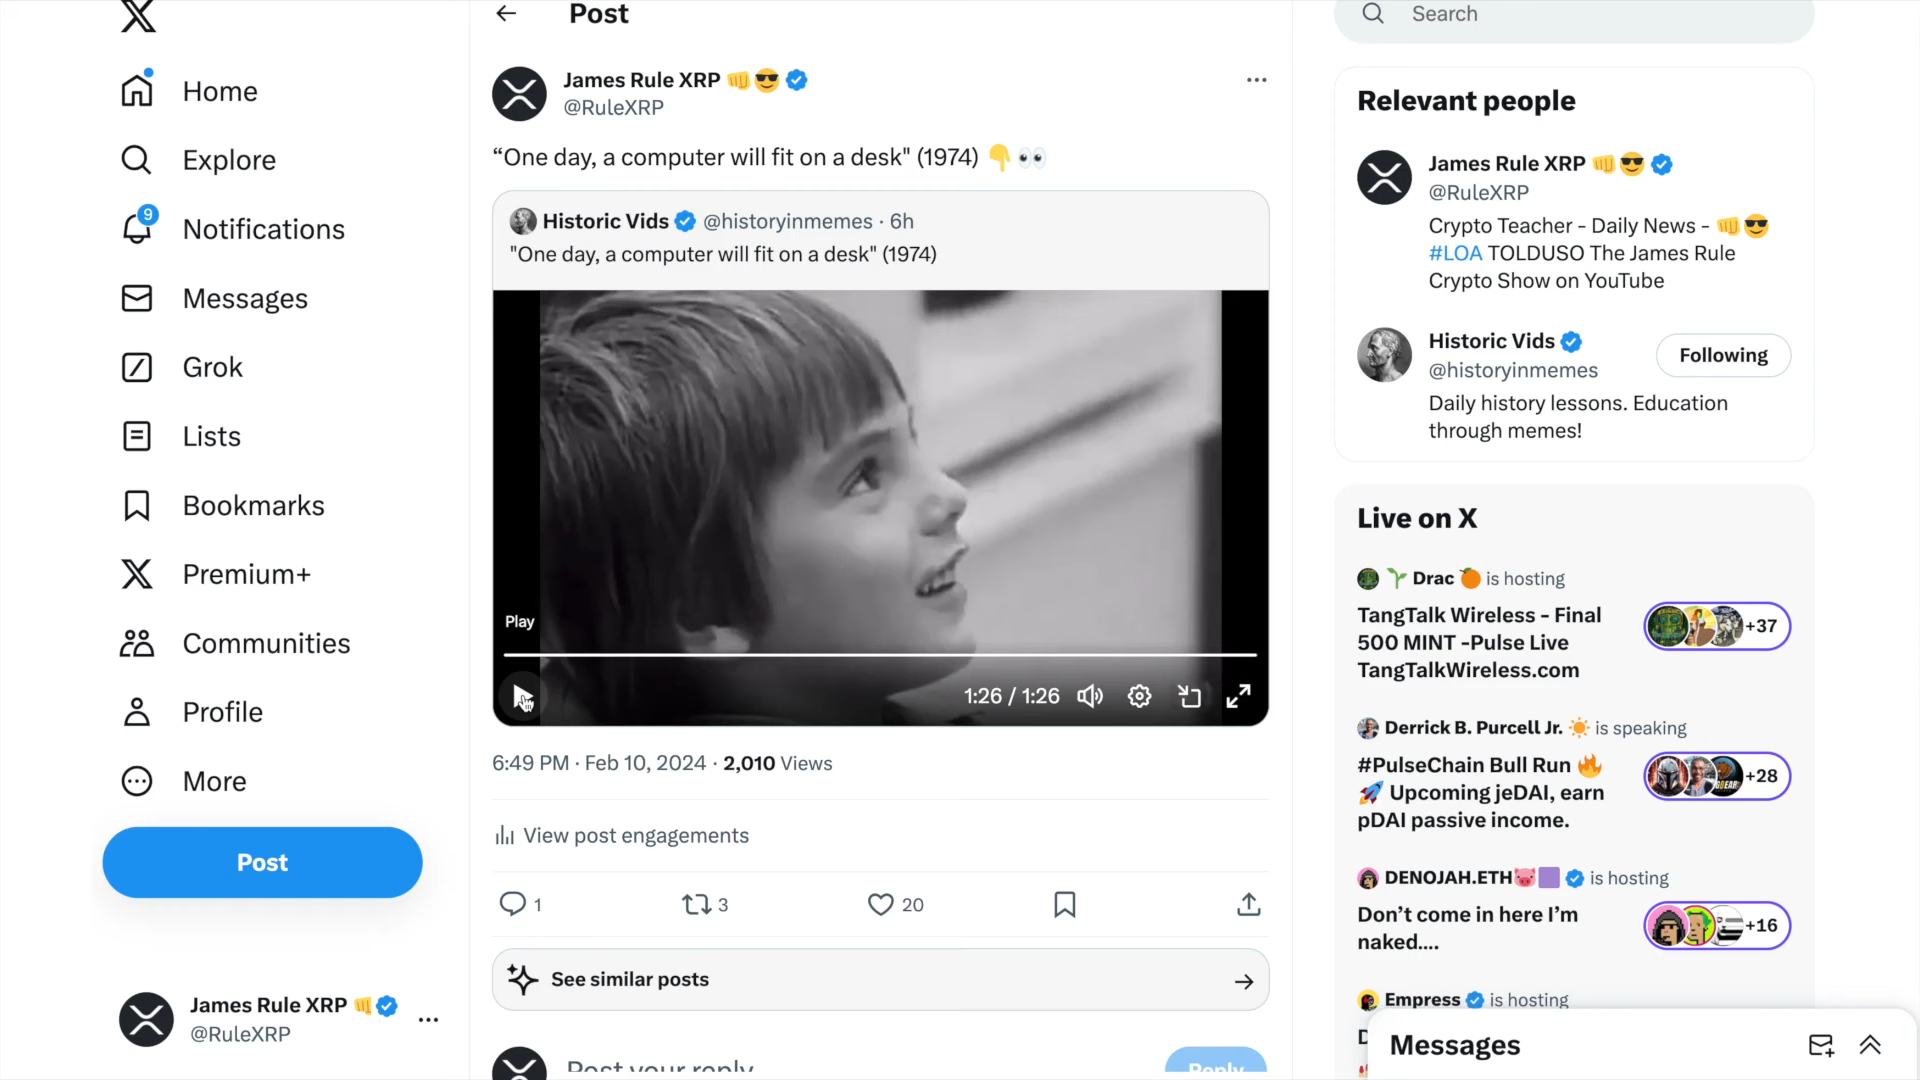 Home
Explore
9
Notifications
Messages
Grok
Lists
Bookmarks
Premium+
Communities
Profile
More
Post
James Rule XRP 👊
@RuleXRP
Post
James Rule XRP 👊😎
@RuleXRP
“One day, a computer will fit on a desk" (1974) 👇👀
Historic Vids @historyinmemes · 6h
"One day, a computer will fit on a desk" (1974)
Play
1:26 / 1:26
6:49 PM · Feb 10, 2024 · 2,010 Views
View post engagements
1
3
20
See similar posts
Post your reply
Reply
Search
Relevant people
James Rule XRP 👊😎
@RuleXRP
Crypto Teacher - Daily News - 👊😎
#LOA TOLDUSO The James Rule
Crypto Show on YouTube
Historic Vids
@historyinmemes
Following
Daily history lessons. Education
through memes!
Live on X
🌱 Drac 🍊 is hosting
TangTalk Wireless - Final
500 MINT -Pulse Live
TangTalkWireless.com
+37
Derrick B. Purcell Jr. ☀️ is speaking
#PulseChain Bull Run 🔥
🚀 Upcoming jeDAI, earn
pDAI passive income.
+28
DENOJAH.ETH🐷🟪 is hosting
Don’t come in here I’m
naked....
+16
Empress is hosting
Messages